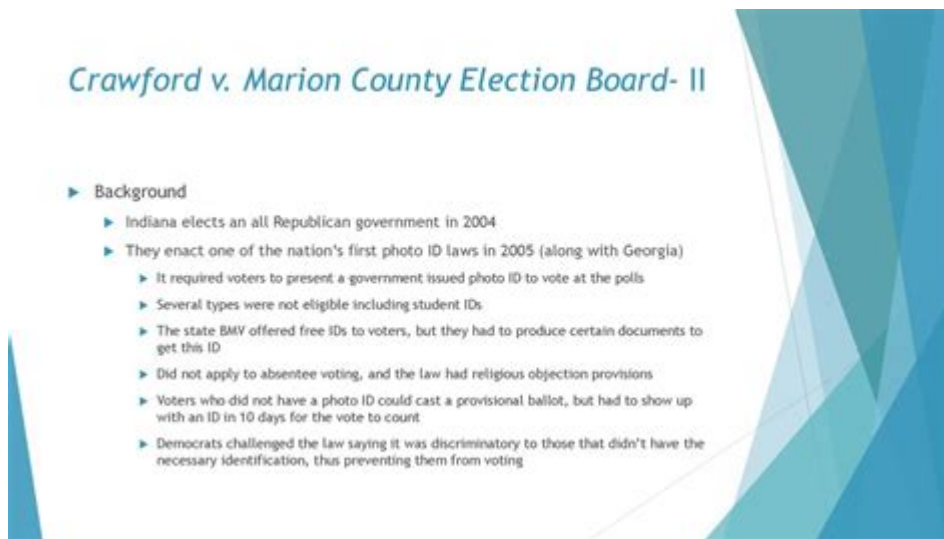 Crawford v. Marion County Election Board- II
Background
Indiana elects an all Republican government in 2004
They enact one of the nation's first photo ID laws in 2005 (along with Georgia)
It required voters to present a government issued photo ID to vote at the polls
Several types were not eligible including student IDs
The state BMV offered free IDs to voters, but they had to produce certain documents to
get this ID
Did not apply to absentee voting, and the law had religious objection provisions
Voters who did not have a photo ID could cast a provisional ballot, but had to show up
with an ID in 10 days for the vote to count
Democrats challenged the law saying it was discriminatory to those that didn't have the
necessary identification, thus preventing them from voting